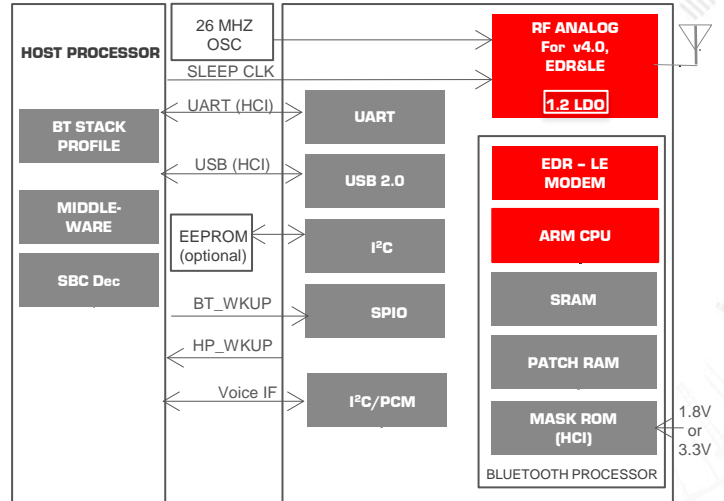 HOST PROCESSOR
BT STACK
PROFILE
MIDDLE-
WARE
SBC Dec
26 MHZ
OSC
SLEEP CLK
UART (HCI)
USB (HCI)
EEPROM
(optional)
BT_WKUP
HP_WKUP
Voice IF
UART
USB 2.0
I²C
SPIO
I²C/PCM
RF ANALOG
For v4.0,
EDR&LE
1.2 LDO
EDR – LE
MODEM
ARM CPU
SRAM
PATCH RAM
MASK ROM
(HCI)
BLUETOOTH PROCESSOR
1.8V
or
3.3V